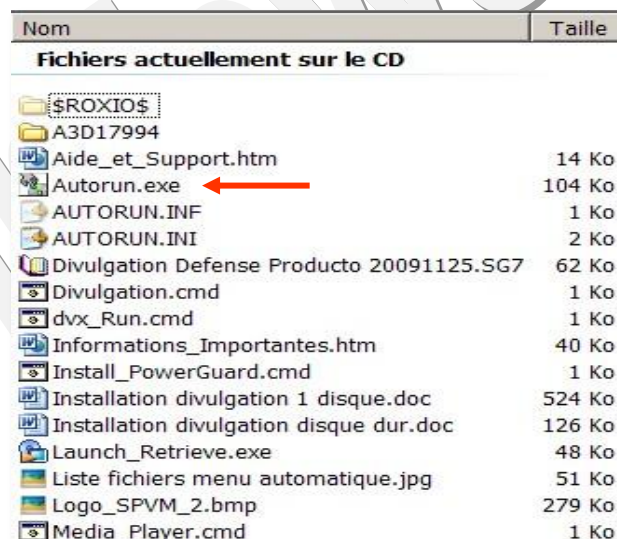 Nom Taille
Fichiers actuellement sur le CD
$ROXIO$
A3D17994
Aide_et_Support.htm 14 Ko
Autorun.exe 104 Ko
AUTORUN.INF 1 Ko
AUTORUN.INI 2 Ko
Divulgation Defense Producto 20091125.SG7 62 Ko
Divulgation.cmd 1 Ko
dvx_Run.cmd 1 Ko
Informations_Importantes.htm 40 Ko
Install_PowerGuard.cmd 1 Ko
Installation divulgation 1 disque.doc 524 Ko
Installation divulgation disque dur.doc 126 Ko
Launch_Retrieve.exe 48 Ko
Liste fichiers menu automatique.jpg 51 Ko
Logo_SPVM_2.bmp 279 Ko
Media_Player.cmd 1 Ko